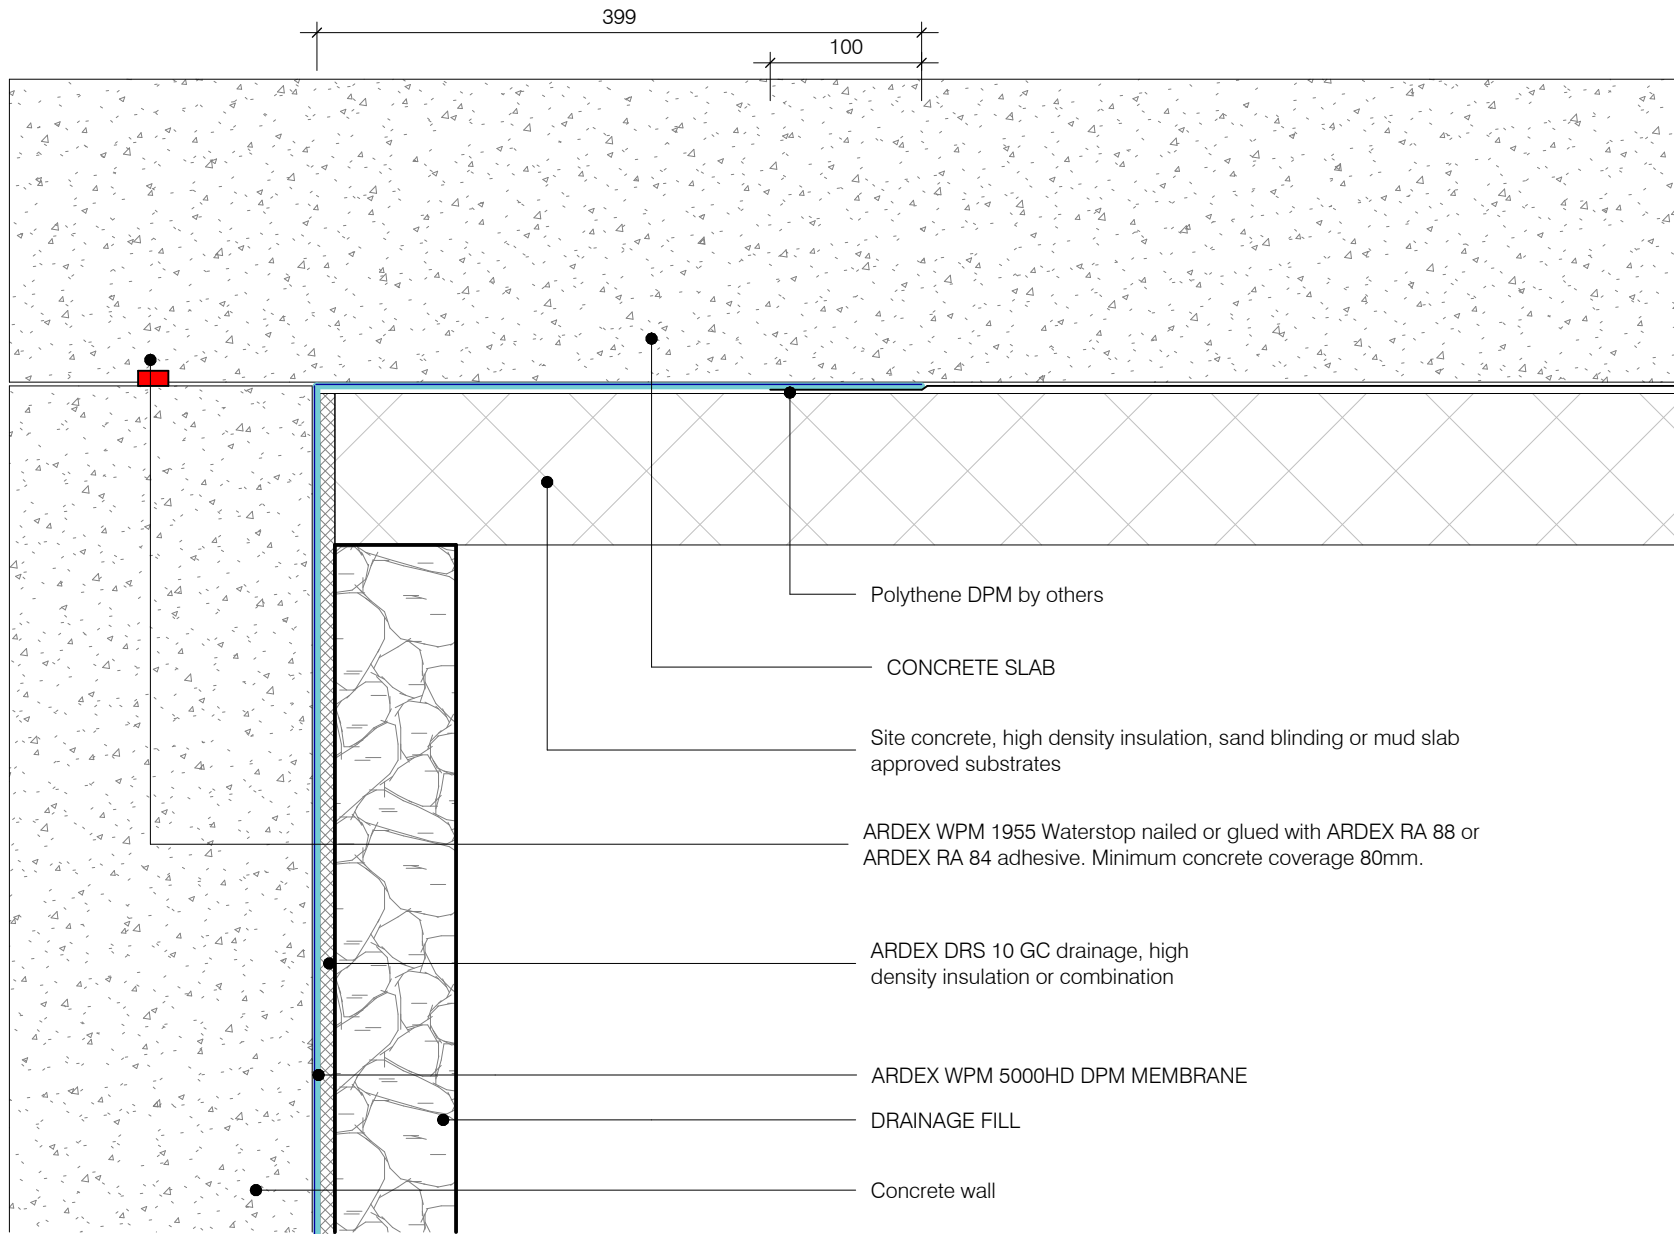 399
100
Polythene DPM by others
CONCRETE SLAB
Site concrete, high density insulation, sand blinding or mud slab
approved substrates
ARDEX WPM 1955 Waterstop nailed or glued with ARDEX RA 88 or
ARDEX RA 84 adhesive. Minimum concrete coverage 80mm.
ARDEX DRS 10 GC drainage, high
density insulation or combination
ARDEX WPM 5000HD DPM MEMBRANE
DRAINAGE FILL
Concrete wall